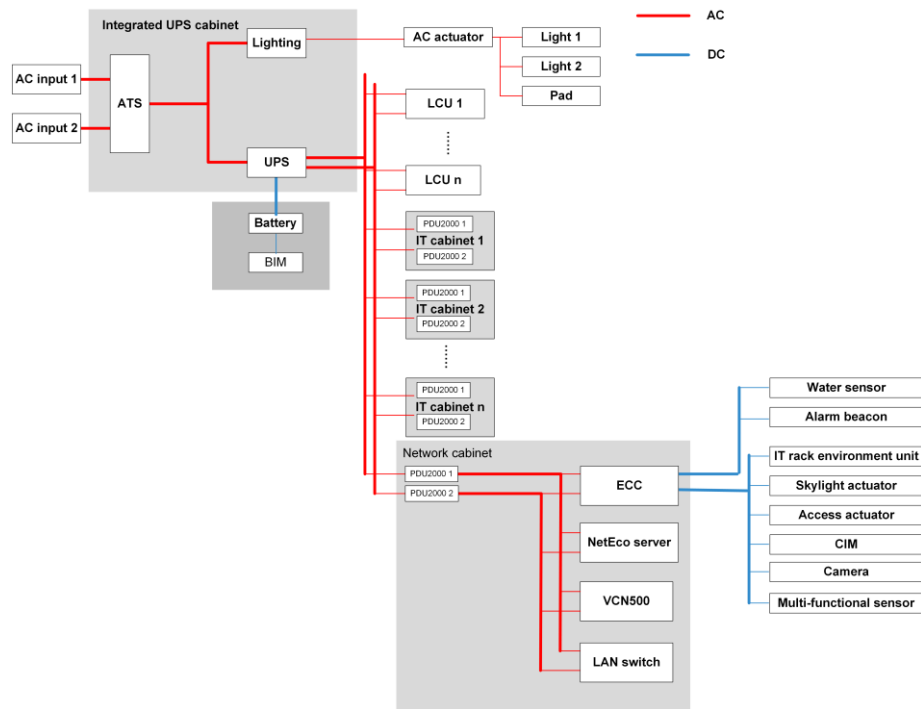 Integrated UPS cabinet
AC
DC
AC input 1
AC input 2
ATS
Lighting
UPS
Battery
BIM
AC actuator
Light 1
Light 2
Pad
LCU 1
LCU n
PDU2000 1
IT cabinet 1
PDU2000 2
PDU2000 1
IT cabinet 2
PDU2000 2
PDU2000 1
IT cabinet n
PDU2000 2
Network cabinet
PDU2000 1
PDU2000 2
ECC
NetEco server
VCN500
LAN switch
Water sensor
Alarm beacon
IT rack environment unit
Skylight actuator
Access actuator
CIM
Camera
Multi-functional sensor